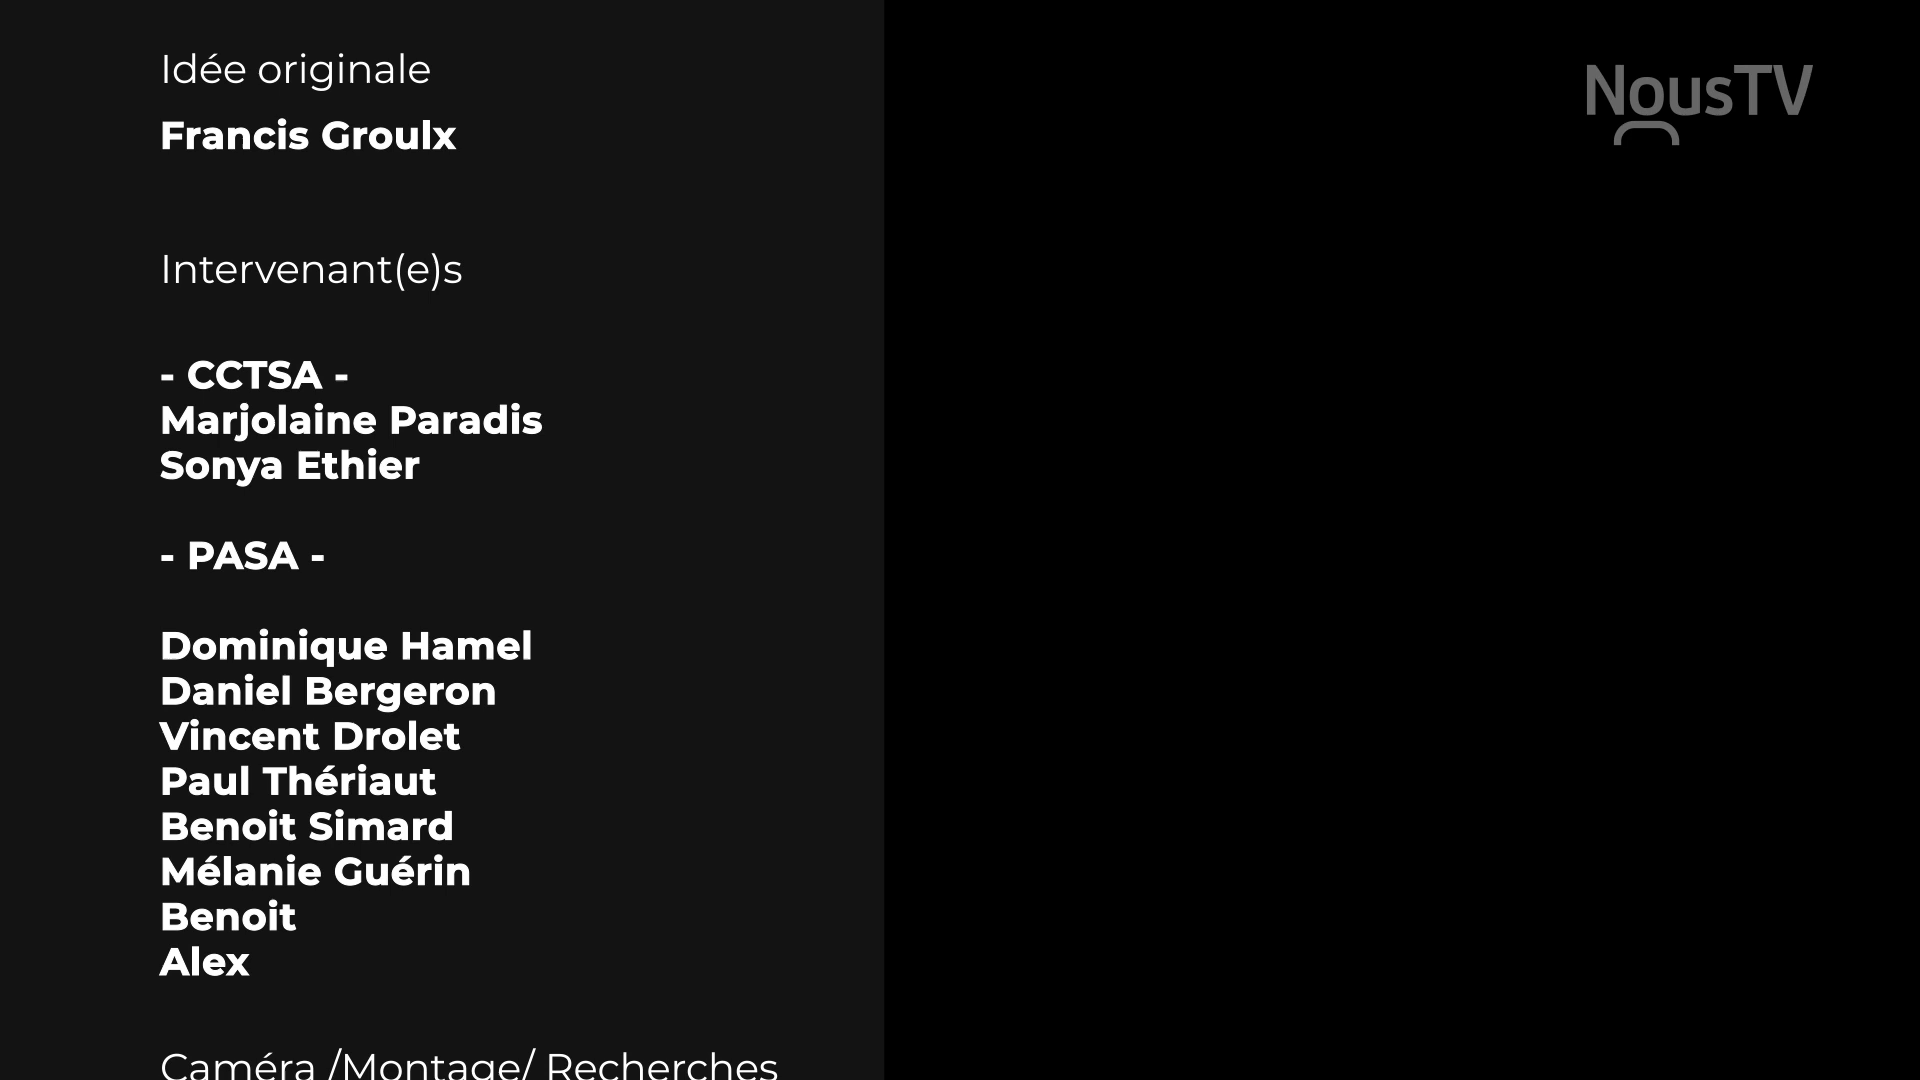 Idée originale
Francis Groulx
NousTV
Intervenant(e)s
- CCTSA -
Marjolaine Paradis
Sonya Ethier
- PASA -
Dominique Hamel
Daniel Bergeron
Vincent Drolet
Paul Thériaut
Benoit Simard
Mélanie Guérin
Benoit
Alex
Caméra /Montage/ Recherches